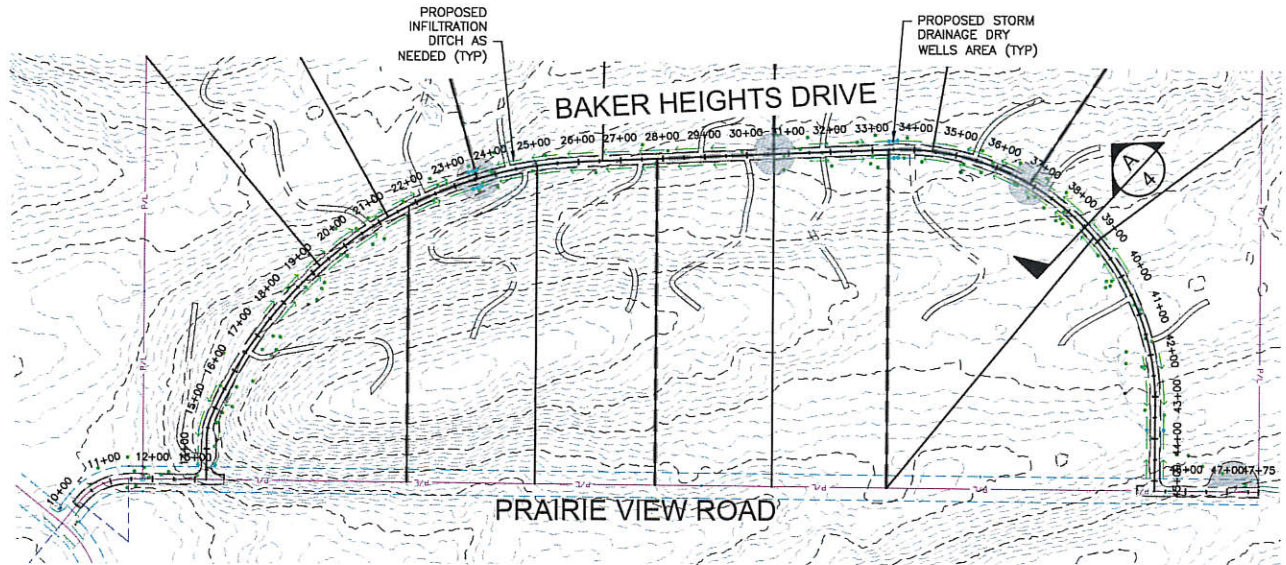 PROPOSED
INFILTRATION
DITCH AS
NEEDED (TYP)
PROPOSED STORM
DRAINAGE DRY
WELLS AREA (TYP)
BAKER HEIGHTS DRIVE
10+00
11+00
12+00
13+00
15+00
16+00
17+00
18+00
19+00
20+00
21+00
22+00
23+00
24+00
25+00
26+00
27+00
28+00
29+00
30+00
31+00
32+00
33+00
34+00
35+00
36+00
37+00
38+00
39+00
40+00
41+00
42+00
43+00
44+00
45+00
46+00
47+00
47+75
A
4
P/L
P/L
P/L
P/L
P/L
P/L
P/L
P/L
P/L
PRAIRIE VIEW ROAD